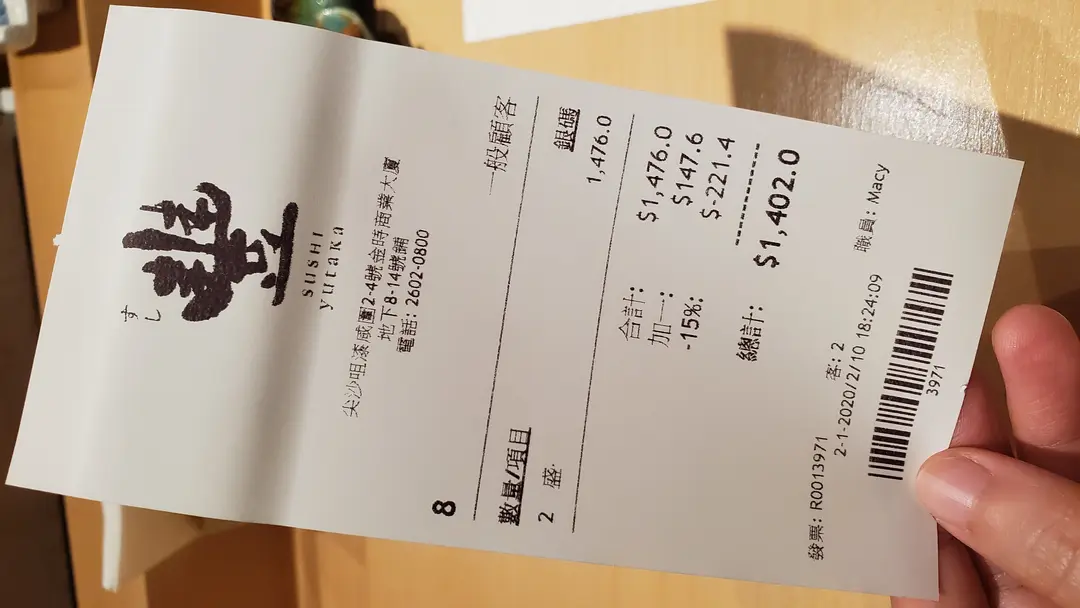 すし
豊
SUSHI
yutaka
尖沙咀漆咸圍2-4號金時商業大廈
地下8-14號鋪
電話: 2602-0800
8 一般顧客
數量/項目 銀碼
2 盛 1,476.0
合計: $1,476.0
加一: $147.6
-15%: $-221.4
總計: $1,402.0
發票: R0013971 客: 2 職員: Macy
2-1-2020/2/10 18:24:09
3971